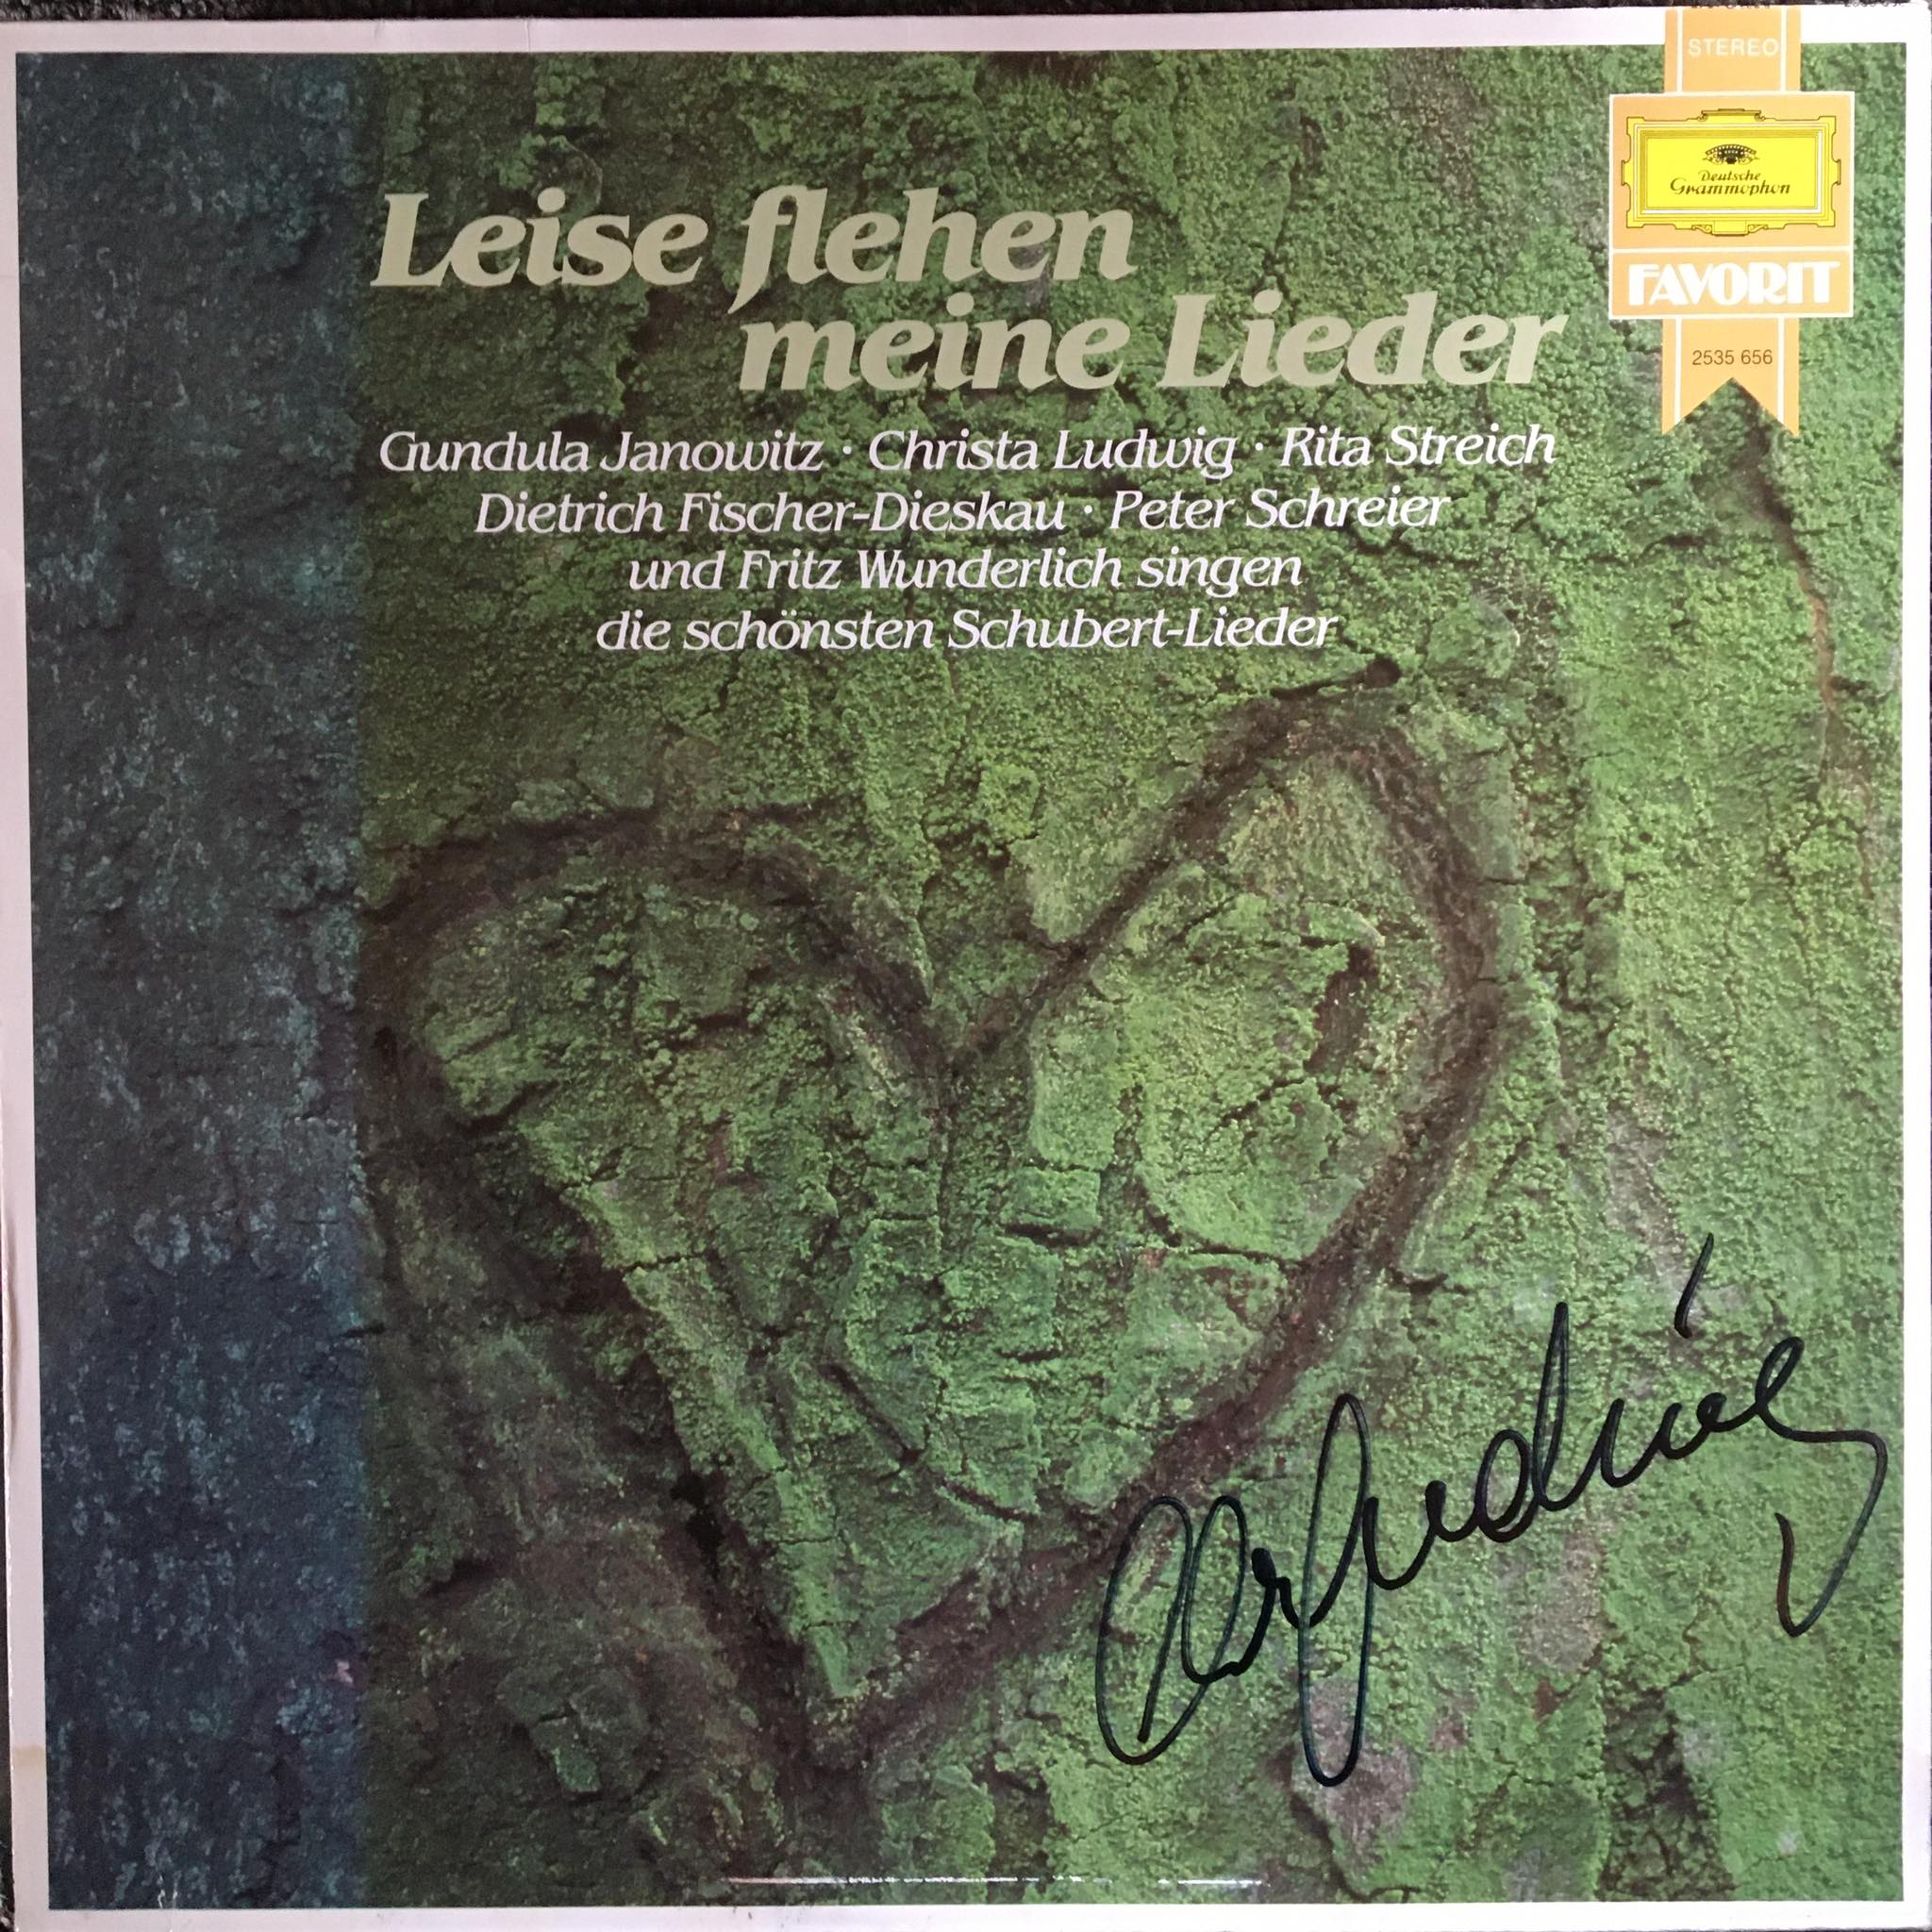 STEREO
Deutsche
Grammophon
FAVORIT
2535 656
Leise flehen
meine Lieder
Gundula Janowitz · Christa Ludwig · Rita Streich
Dietrich Fischer-Dieskau · Peter Schreier
und Fritz Wunderlich singen
die schönsten Schubert-Lieder